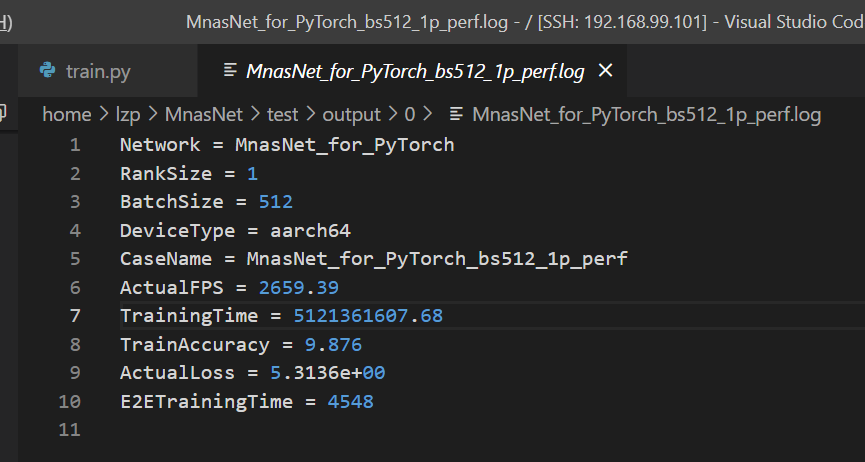 H) MnasNet_for_PyTorch_bs512_1p_perf.log - / [SSH: 192.168.99.101] - Visual Studio Cod
train.py MnasNet_for_PyTorch_bs512_1p_perf.log
home > lzp > MnasNet > test > output > 0 > MnasNet_for_PyTorch_bs512_1p_perf.log
1 Network = MnasNet_for_PyTorch
2 RankSize = 1
3 BatchSize = 512
4 DeviceType = aarch64
5 CaseName = MnasNet_for_PyTorch_bs512_1p_perf
6 ActualFPS = 2659.39
7 TrainingTime = 5121361607.68
8 TrainAccuracy = 9.876
9 ActualLoss = 5.3136e+00
10 E2ETrainingTime = 4548
11